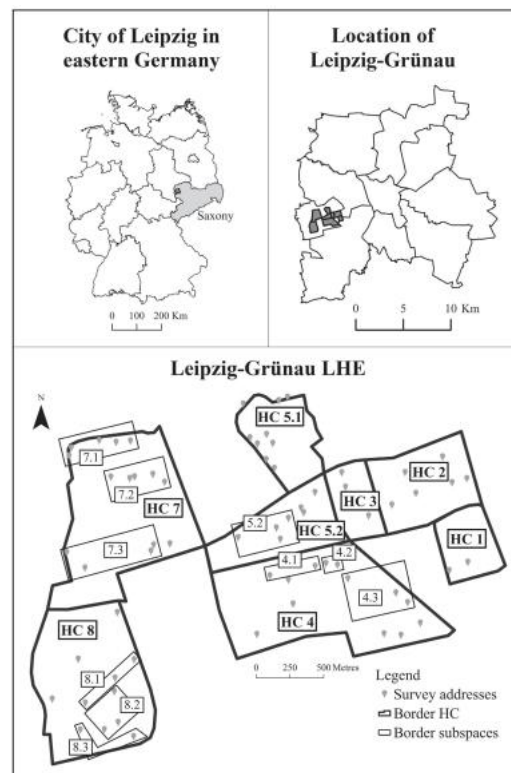 City of Leipzig in
eastern Germany
Saxony
0 100 200 Km
Location of
Leipzig-Grünau
0 5 10 Km
Leipzig-Grünau LHE
N
HC 5.1
7.1
HC 2
7.2
HC 7
HC 3
5.2
HC 5.2
HC 1
7.3
4.1
4.2
4.3
HC 4
HC 8
8.1
8.2
8.3
0 250 500 Metres
Legend
Survey addresses
Border HC
Border subspaces